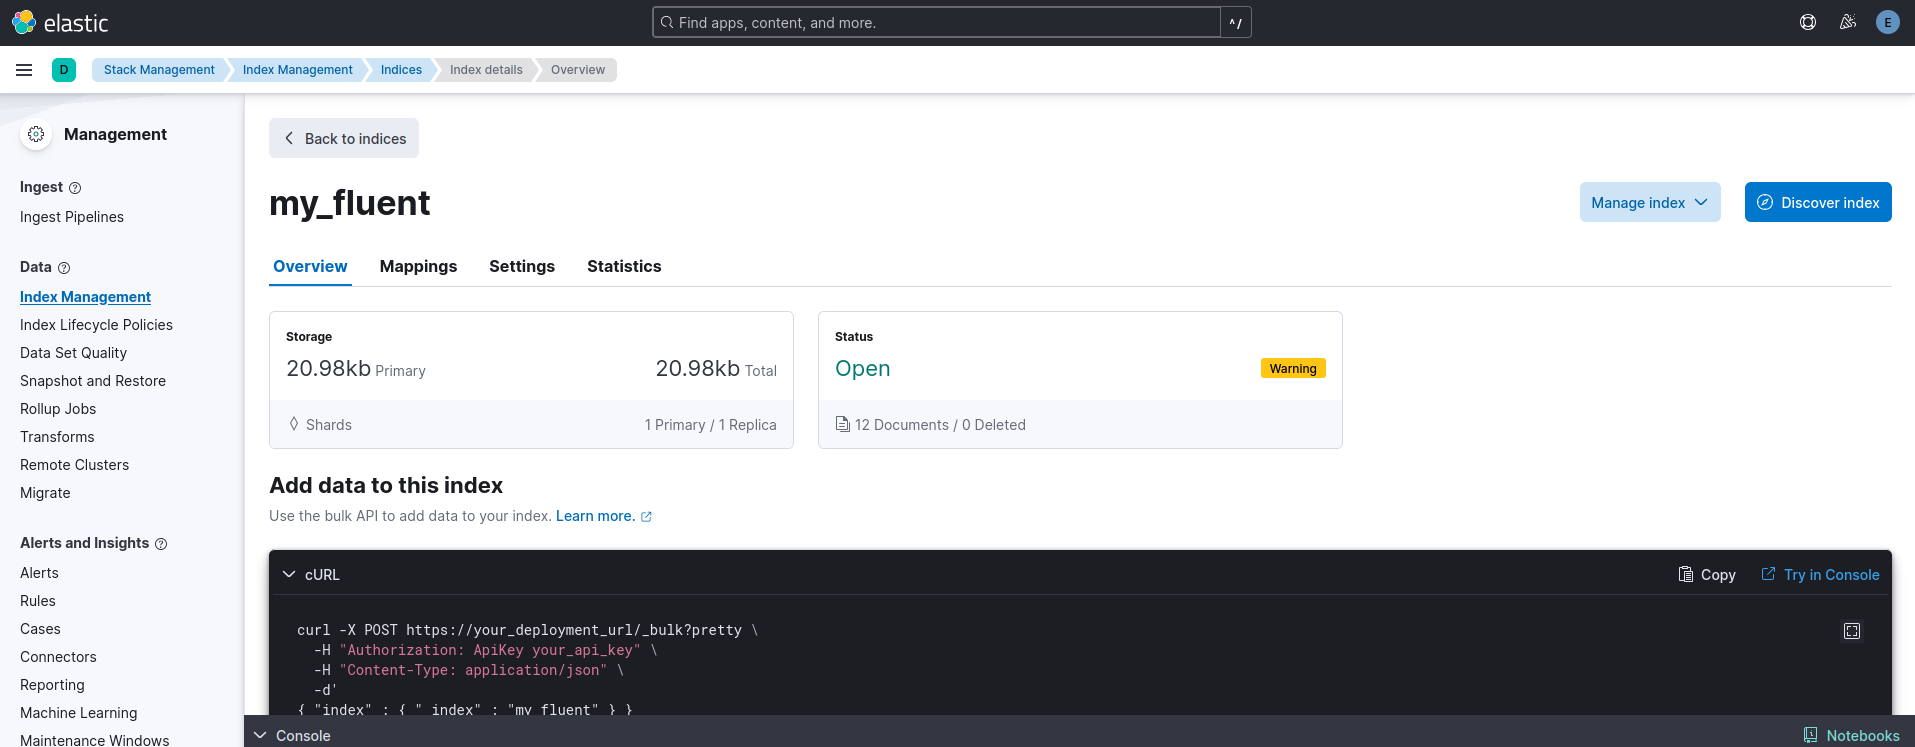 elastic
Find apps, content, and more.
^/
E
D
Stack Management
Index Management
Indices
Index details
Overview
Management
Ingest
Ingest Pipelines
Data
Index Management
Index Lifecycle Policies
Data Set Quality
Snapshot and Restore
Rollup Jobs
Transforms
Remote Clusters
Migrate
Alerts and Insights
Alerts
Rules
Cases
Connectors
Reporting
Machine Learning
Maintenance Windows
Back to indices
my_fluent
Manage index
Discover index
Overview
Mappings
Settings
Statistics
Storage
20.98kb Primary
20.98kb Total
Shards
1 Primary / 1 Replica
Status
Open
Warning
12 Documents / 0 Deleted
Add data to this index
Use the bulk API to add data to your index. Learn more.
cURL
Copy
Try in Console
curl -X POST https://your_deployment_url/_bulk?pretty \
-H "Authorization: ApiKey your_api_key" \
-H "Content-Type: application/json" \
-d'
{ "index" : { "_index" : "my_fluent" } }
Console
Notebooks